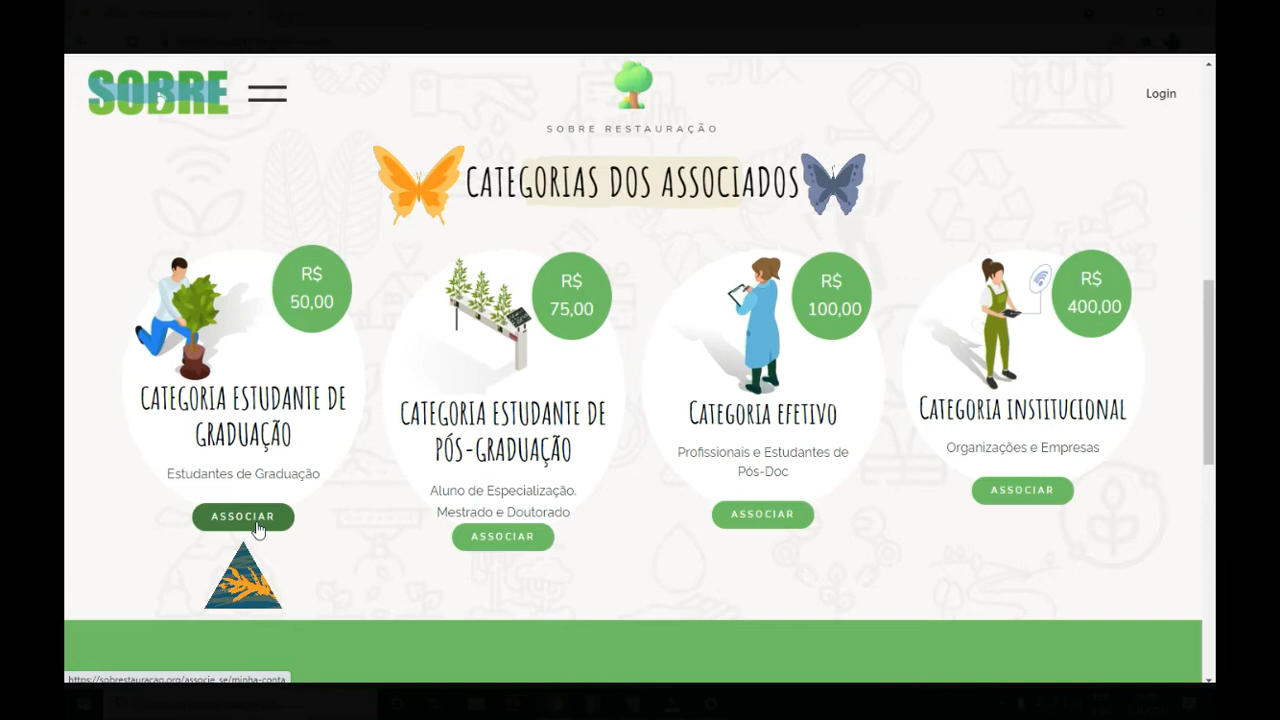 SOBRE
Login
SOBRE RESTAURAÇÃO
CATEGORIAS DOS ASSOCIADOS
R$
50,00
CATEGORIA ESTUDANTE DE
GRADUAÇÃO
Estudantes de Graduação
ASSOCIAR
R$
75,00
CATEGORIA ESTUDANTE DE
PÓS-GRADUAÇÃO
Aluno de Especialização.
Mestrado e Doutorado
ASSOCIAR
R$
100,00
CATEGORIA EFETIVO
Profissionais e Estudantes de
Pós-Doc
ASSOCIAR
R$
400,00
CATEGORIA INSTITUCIONAL
Organizações e Empresas
ASSOCIAR
https://sobrestauracao.org/associe_se/minha-conta